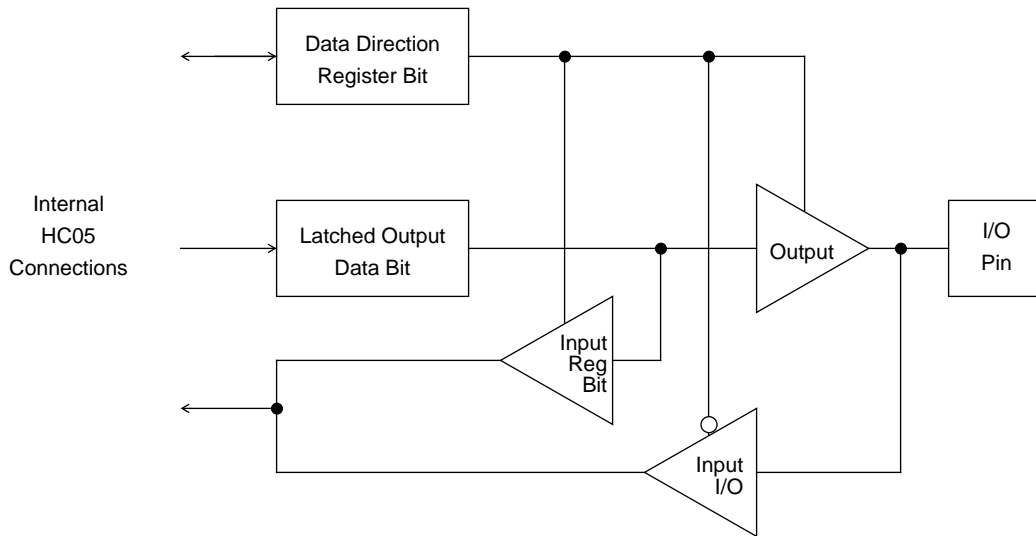 Data Direction
Register Bit
Internal
HC05
Connections
Latched Output
Data Bit
Output
I/O
Pin
Input
Reg
Bit
Input
I/O